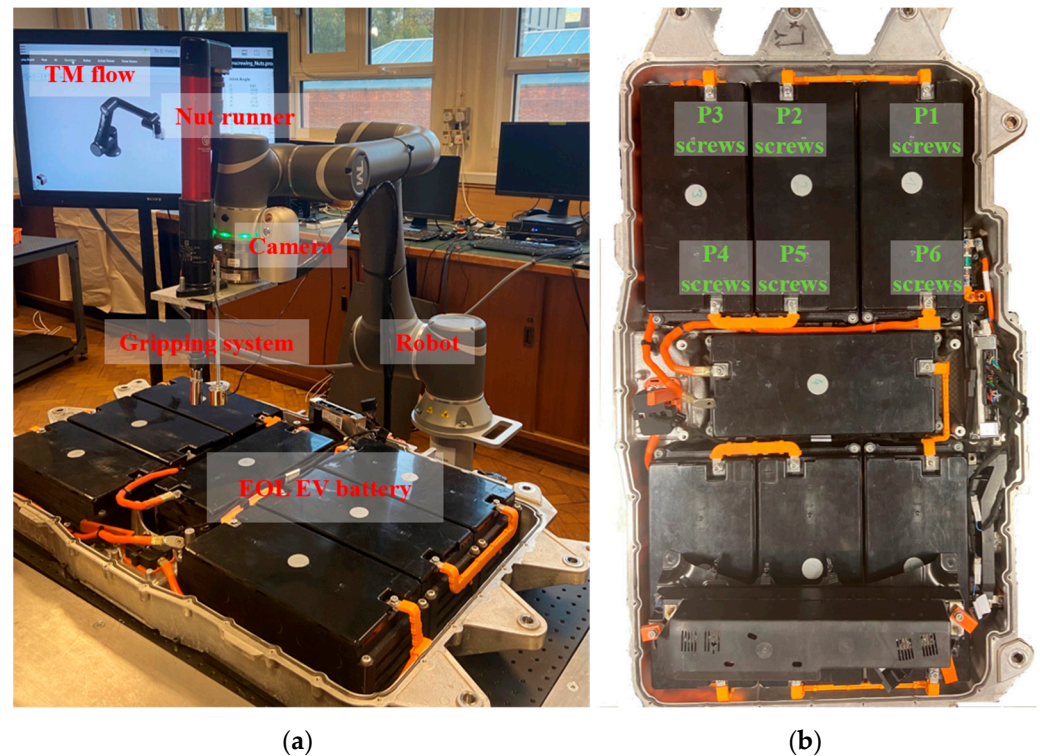 TM flow
Nut runner
Camera
Gripping system
Robot
EOL EV battery
TM
P3
screws
P2
screws
P1
screws
P4
screws
P5
screws
P6
screws
(a)
(b)